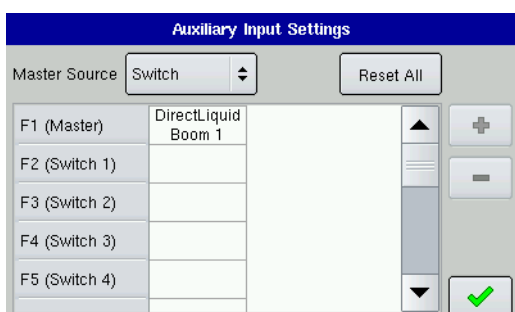 Auxiliary Input Settings
Master Source Switch Reset All
F1 (Master) DirectLiquid
Boom 1
F2 (Switch 1)
F3 (Switch 2)
F4 (Switch 3)
F5 (Switch 4)